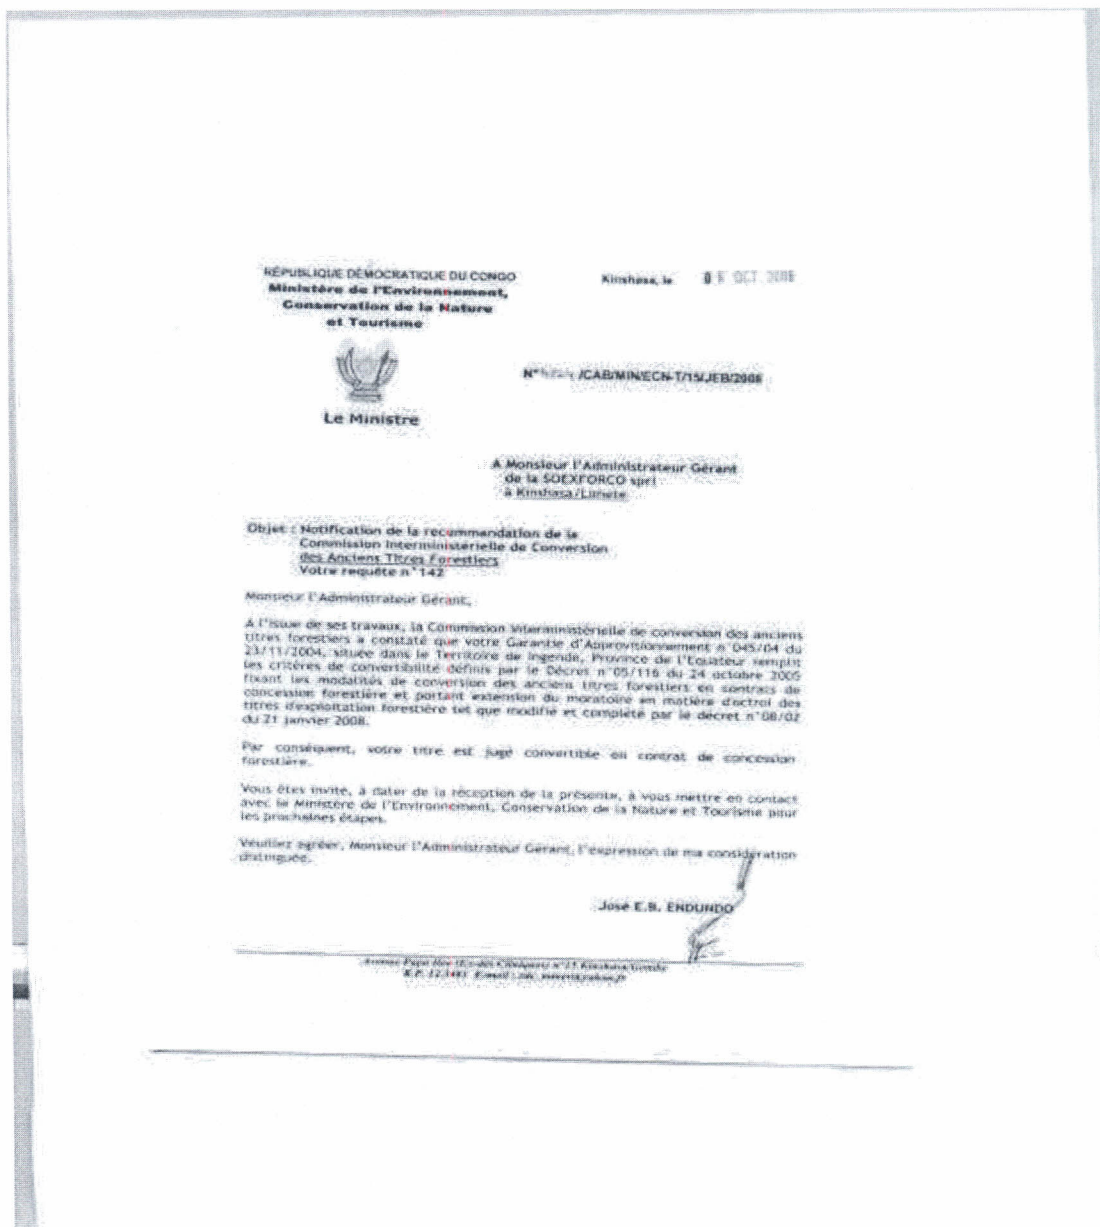 RÉPUBLIQUE DÉMOCRATIQUE DU CONGO
Ministère de l'Environnement,
Conservation de la Nature
et Tourisme
Kinshasa, le OCT
N° /CAB/MIN/ECN-T/15/JEB/2008
Le Ministre
A Monsieur l'Administrateur Gérant
de la SOEXFORCO sprl
à Kinshasa/Limete
Objet : Notification de la recommandation de la
Commission Interministérielle de Conversion
des Anciens Titres Forestiers
Votre requête n°142
Monsieur l'Administrateur Gérant,
A l'issue de ses travaux, la Commission Interministérielle de conversion des anciens
titres forestiers a constaté que votre Garantie d'Approvisionnement n°045/04 du
23/11/2004, située dans le Territoire de Ingende, Province de l'Equateur remplit
les critères de convertibilité définis par le Décret n°05/116 du 24 octobre 2005
fixant les modalités de conversion des anciens titres forestiers en contrats de
concession forestière et portant extension du moratoire en matière d'octroi des
titres d'exploitation forestière tel que modifié et complété par le décret n°08/02
du 21 janvier 2008.
Par conséquent, votre titre est jugé convertible en contrat de concession
forestière.
Vous êtes invité, à dater de la réception de la présente, à vous mettre en contact
avec le Ministère de l'Environnement, Conservation de la Nature et Tourisme pour
les prochaines étapes.
Veuillez agréer, Monsieur l'Administrateur Gérant, l'expression de ma considération
distinguée.
José E.B. ENDUNDO
Avenue Papa n°15 Kinshasa/Gombe
B.P. 12.348 E-mail :